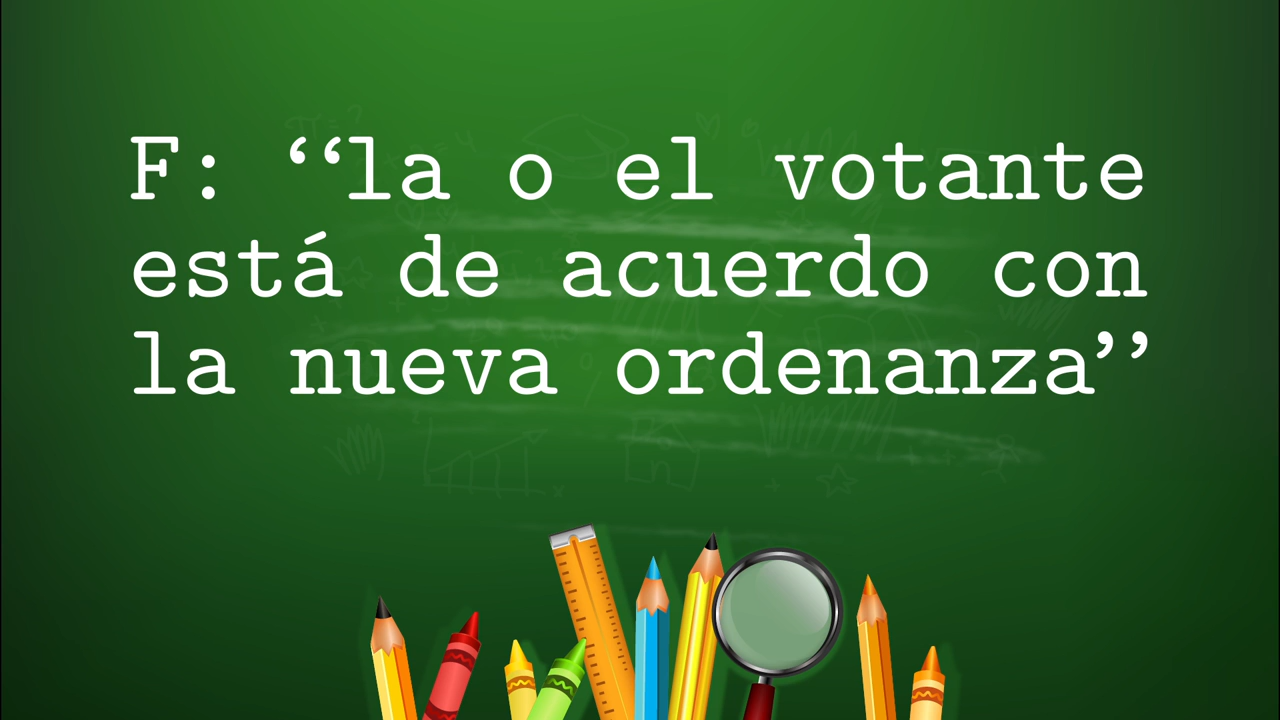 F: “la o el votante
está de acuerdo con
la nueva ordenanza”